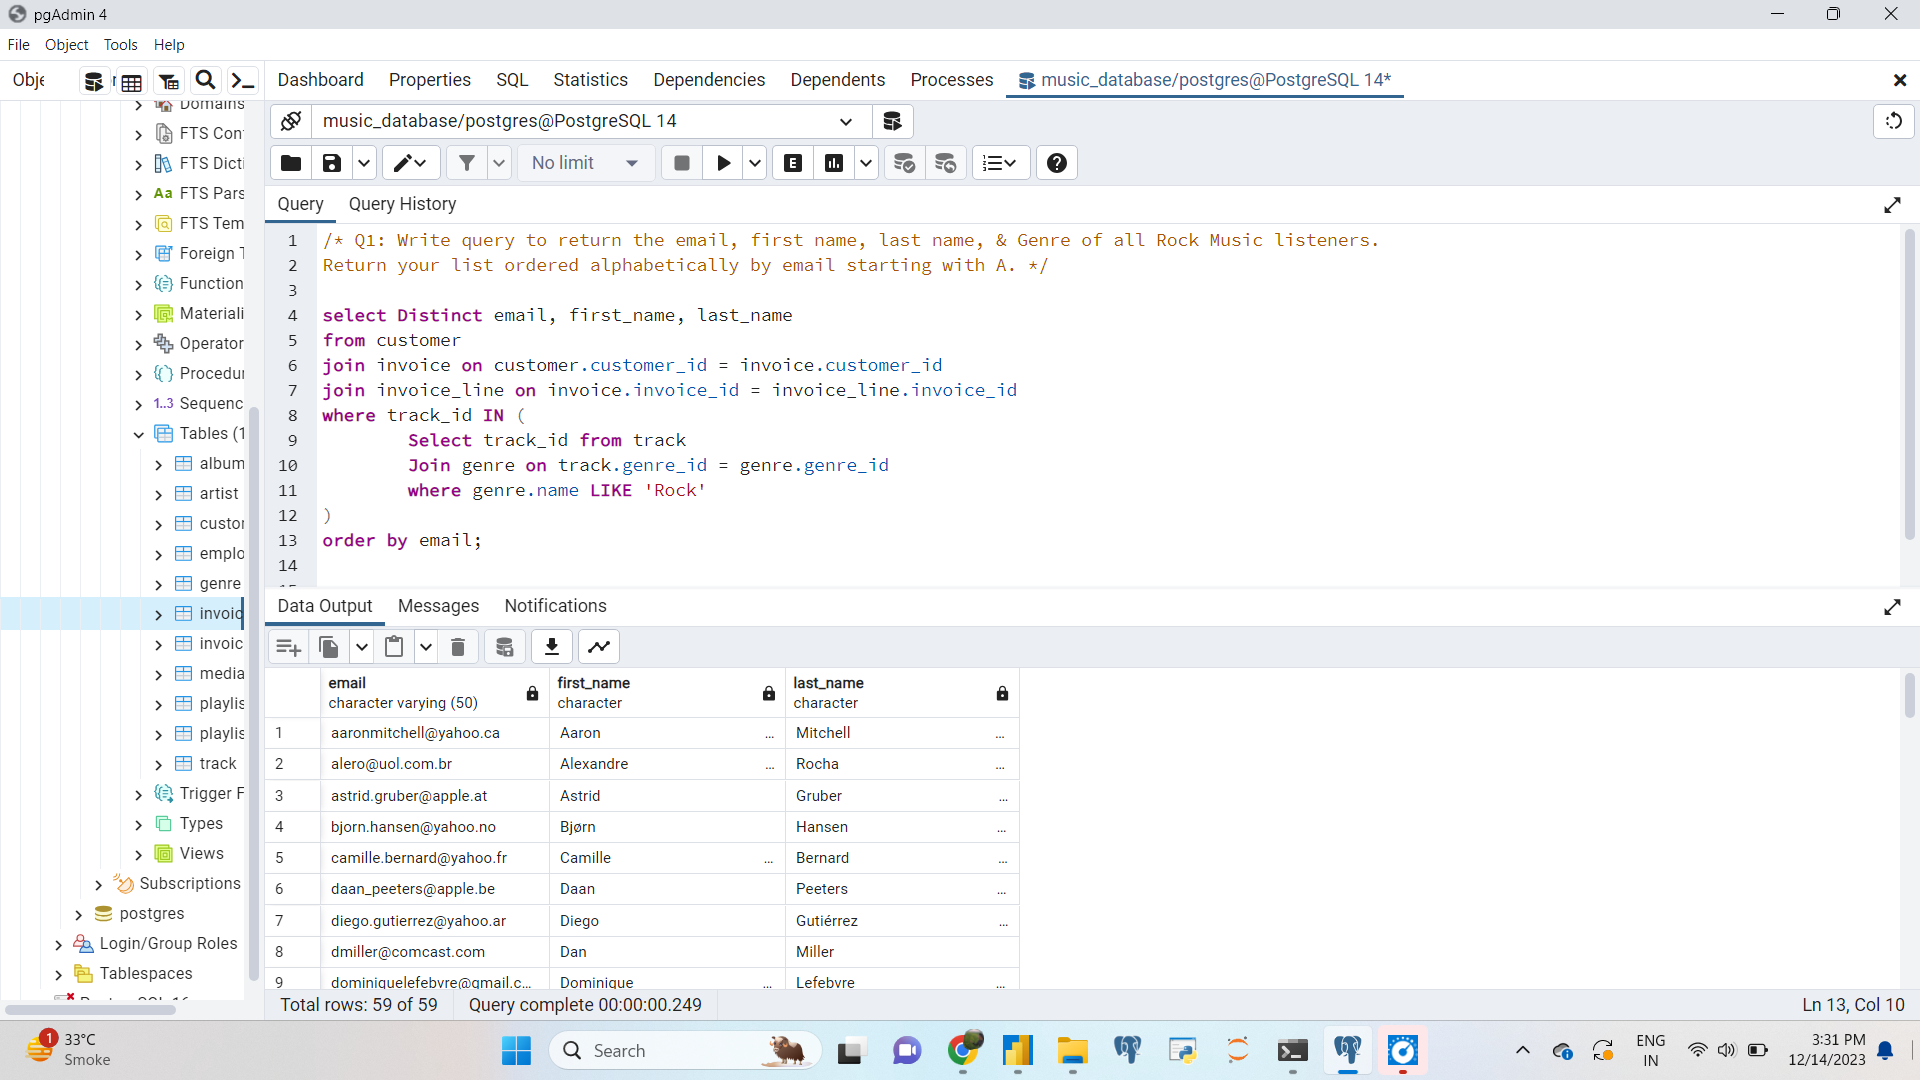 pgAdmin 4
File Object Tools Help
Obje
Dashboard Properties SQL Statistics Dependencies Dependents Processes music_database/postgres@PostgreSQL 14*
music_database/postgres@PostgreSQL 14
No limit
Query Query History
1 /* Q1: Write query to return the email, first name, last name, & Genre of all Rock Music listeners.
2 Return your list ordered alphabetically by email starting with A. */
3
4 select Distinct email, first_name, last_name
5 from customer
6 join invoice on customer.customer_id = invoice.customer_id
7 join invoice_line on invoice.invoice_id = invoice_line.invoice_id
8 where track_id IN (
9 Select track_id from track
10 Join genre on track.genre_id = genre.genre_id
11 where genre.name LIKE 'Rock'
12 )
13 order by email;
14
Domains
FTS Con
FTS Dicti
Aa FTS Pars
FTS Tem
Foreign T
Function
Materiali
Operator
Procedur
1..3 Sequenc
Tables (1
album
artist
custor
emplo
genre
invoic
invoic
media
playlis
playlis
track
Trigger F
Types
Views
Subscriptions
postgres
Login/Group Roles
Tablespaces
Data Output Messages Notifications
email first_name last_name
character varying (50) character character
1 aaronmitchell@yahoo.ca Aaron ... Mitchell ...
2 alero@uol.com.br Alexandre ... Rocha ...
3 astrid.gruber@apple.at Astrid Gruber ...
4 bjorn.hansen@yahoo.no Bjørn Hansen ...
5 camille.bernard@yahoo.fr Camille ... Bernard ...
6 daan_peeters@apple.be Daan Peeters ...
7 diego.gutierrez@yahoo.ar Diego Gutiérrez ...
8 dmiller@comcast.com Dan Miller
9 dominiquelefebvre@gmail.c... Dominique ... Lefebvre ...
Total rows: 59 of 59 Query complete 00:00:00.249 Ln 13, Col 10
1 33°C
Smoke
Search
ENG
IN
3:31 PM
12/14/2023